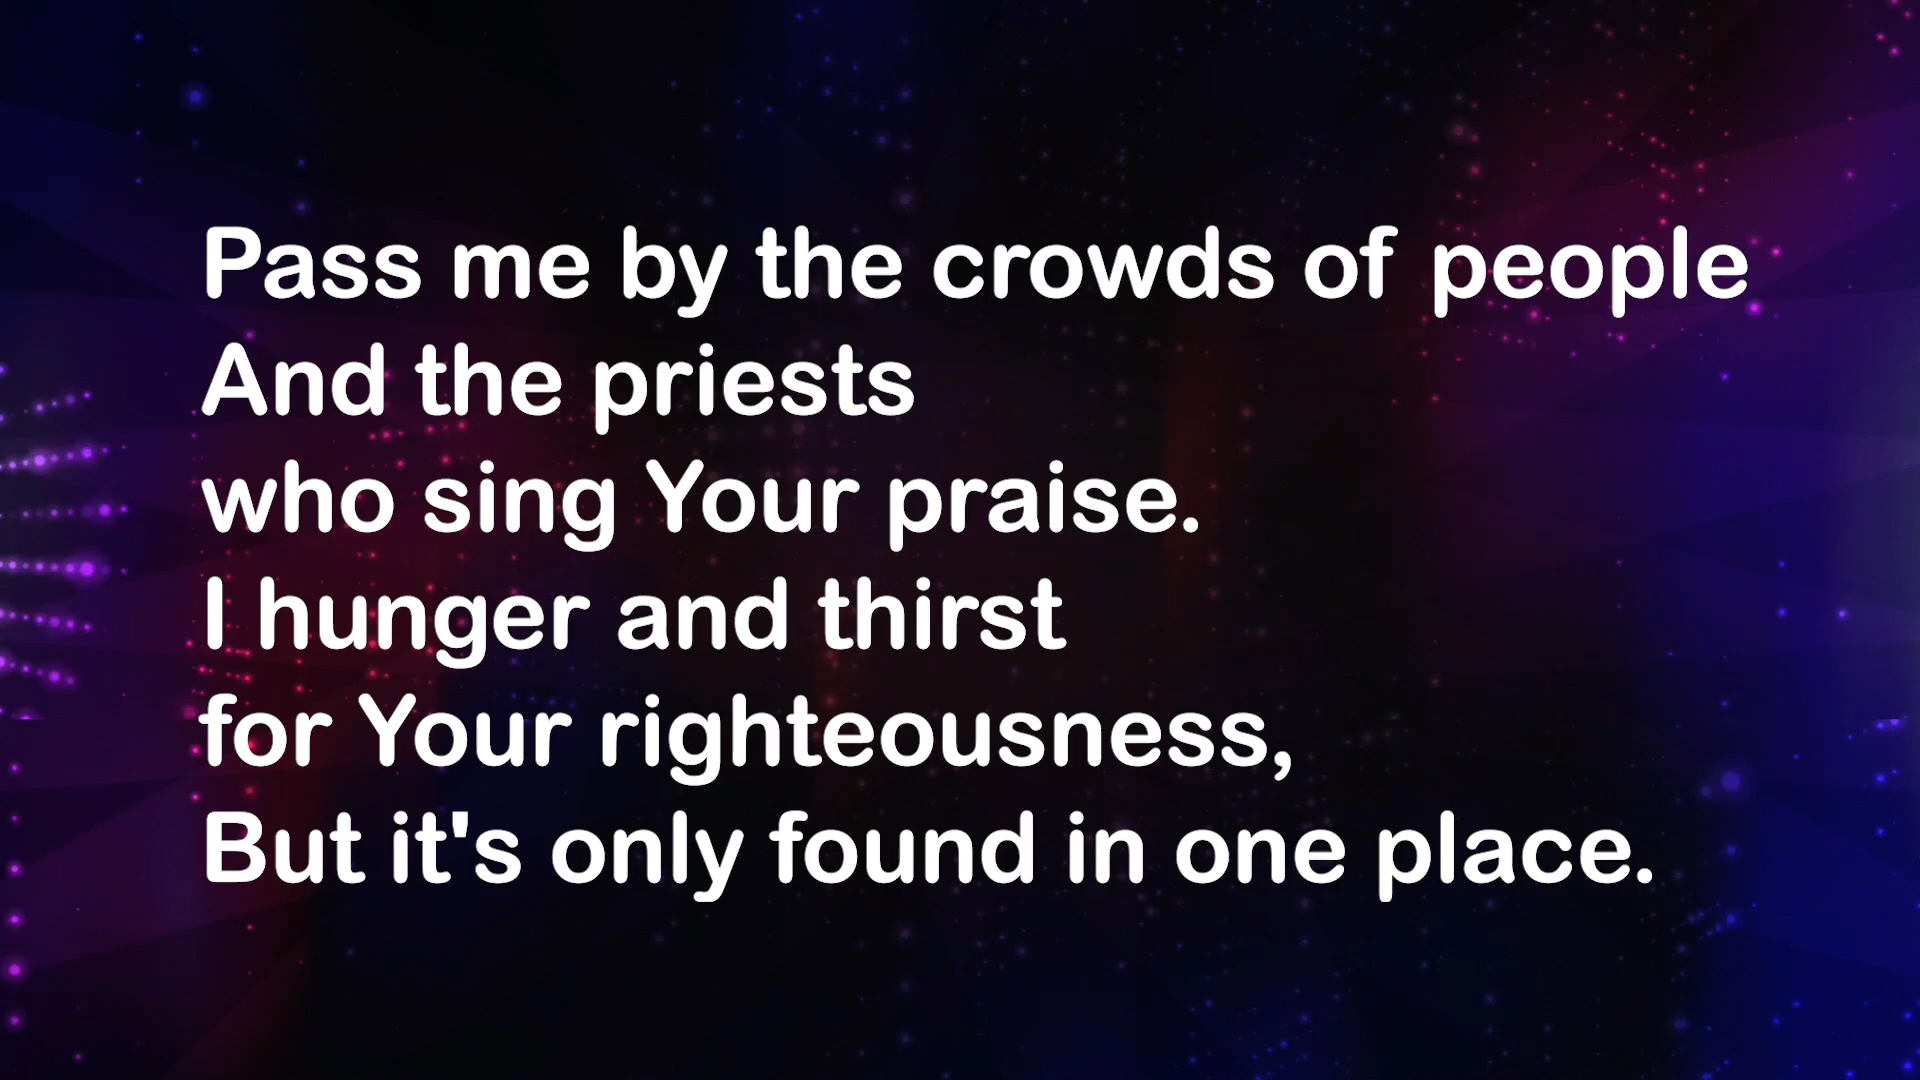 Pass me by the crowds of people
And the priests
who sing Your praise.
I hunger and thirst
for Your righteousness,
But it's only found in one place.